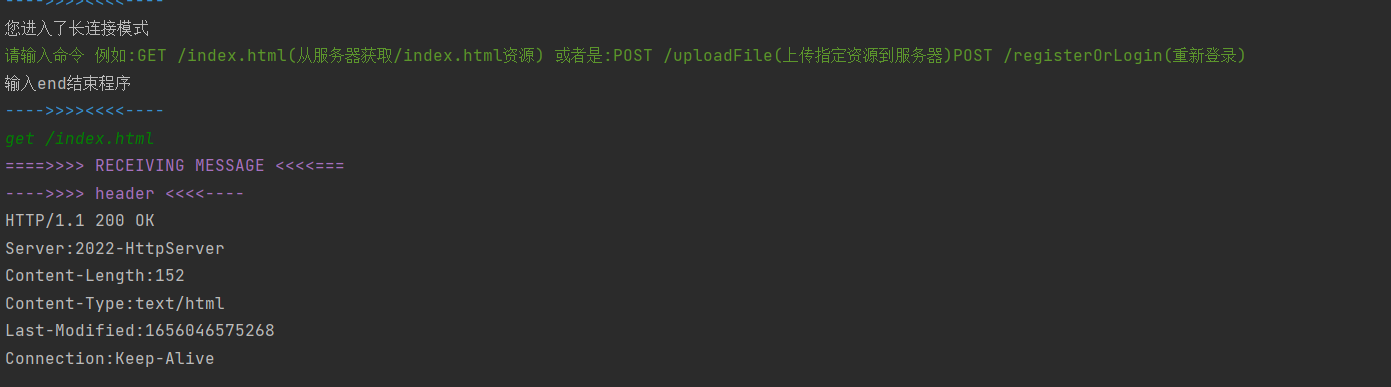 ---->>>><<<<----
您进入了长连接模式
请输入命令 例如:GET /index.html(从服务器获取/index.html资源) 或者是:POST /uploadFile(上传指定资源到服务器)POST /registerOrLogin(重新登录)
输入end结束程序
---->>>><<<<----
get /index.html
====>>>> RECEIVING MESSAGE <<<<===
---->>>> header <<<<----
HTTP/1.1 200 OK
Server:2022-HttpServer
Content-Length:152
Content-Type:text/html
Last-Modified:1656046575268
Connection:Keep-Alive